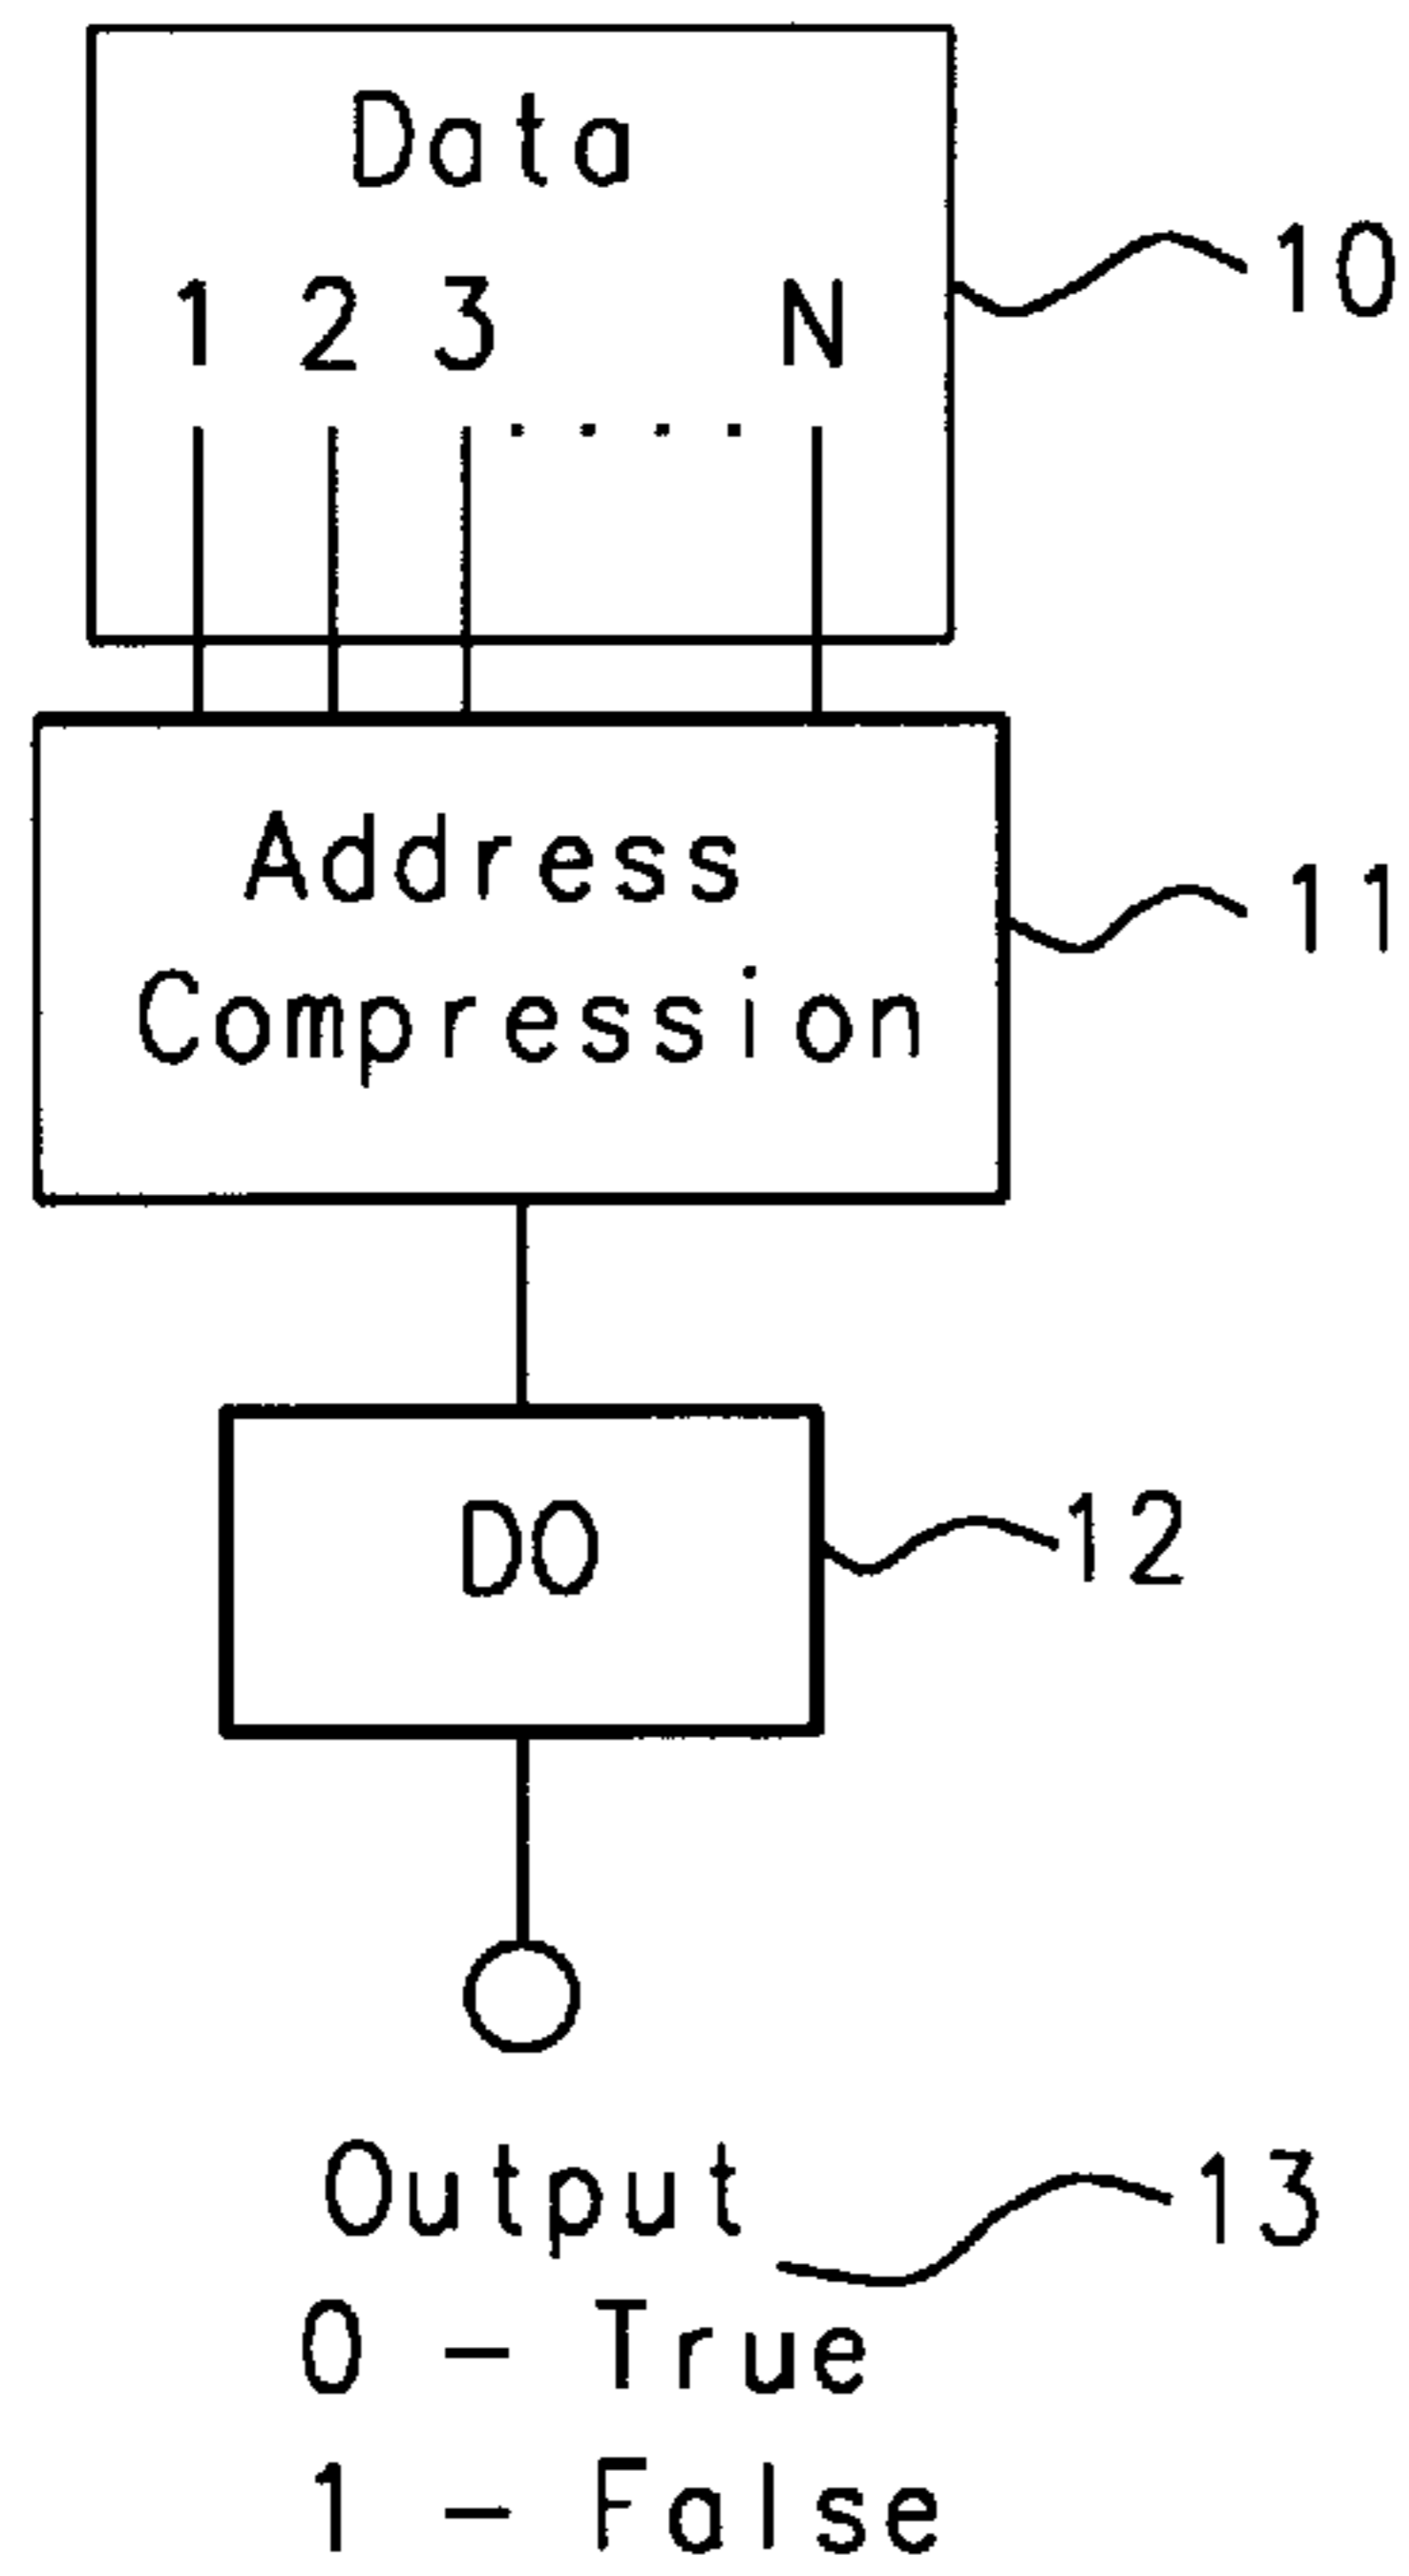 Data
1 2 3 . . . . N
10
Address
Compression
11
DO
12
Output
13
0 - True
1 - False